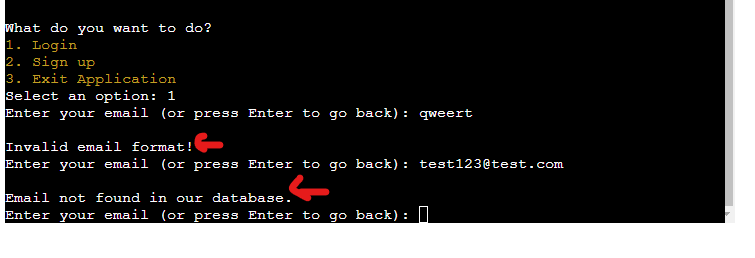 What do you want to do?
1. Login
2. Sign up
3. Exit Application
Select an option: 1
Enter your email (or press Enter to go back): qweert
Invalid email format!
Enter your email (or press Enter to go back): test123@test.com
Email not found in our database.
Enter your email (or press Enter to go back):